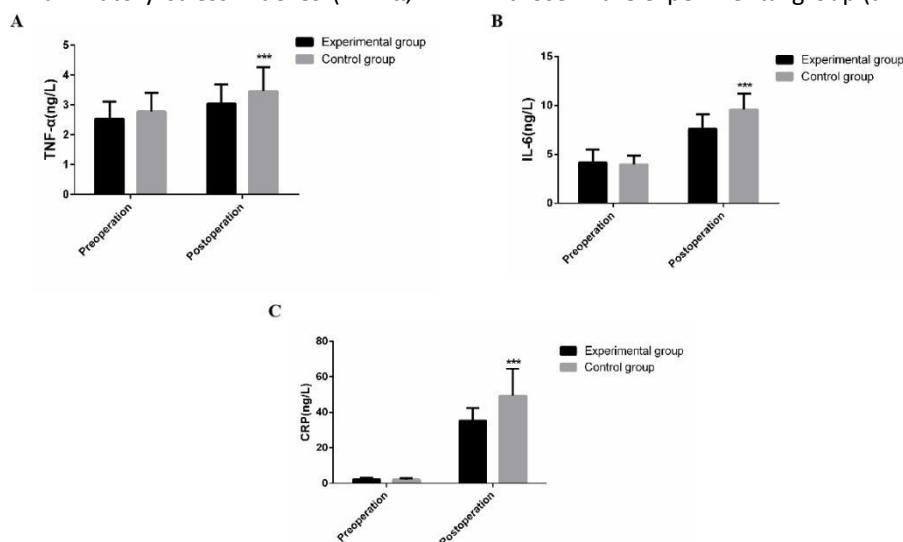 A
Experimental group
Control group
TNF-α(ng/L)
5
4
3
2
1
0
***
Preoperation
Postoperation
B
Experimental group
Control group
IL-6(ng/L)
15
10
5
0
***
Preoperation
Postoperation
C
Experimental group
Control group
CRP(ng/L)
80
60
40
20
0
***
Preoperation
Postoperation